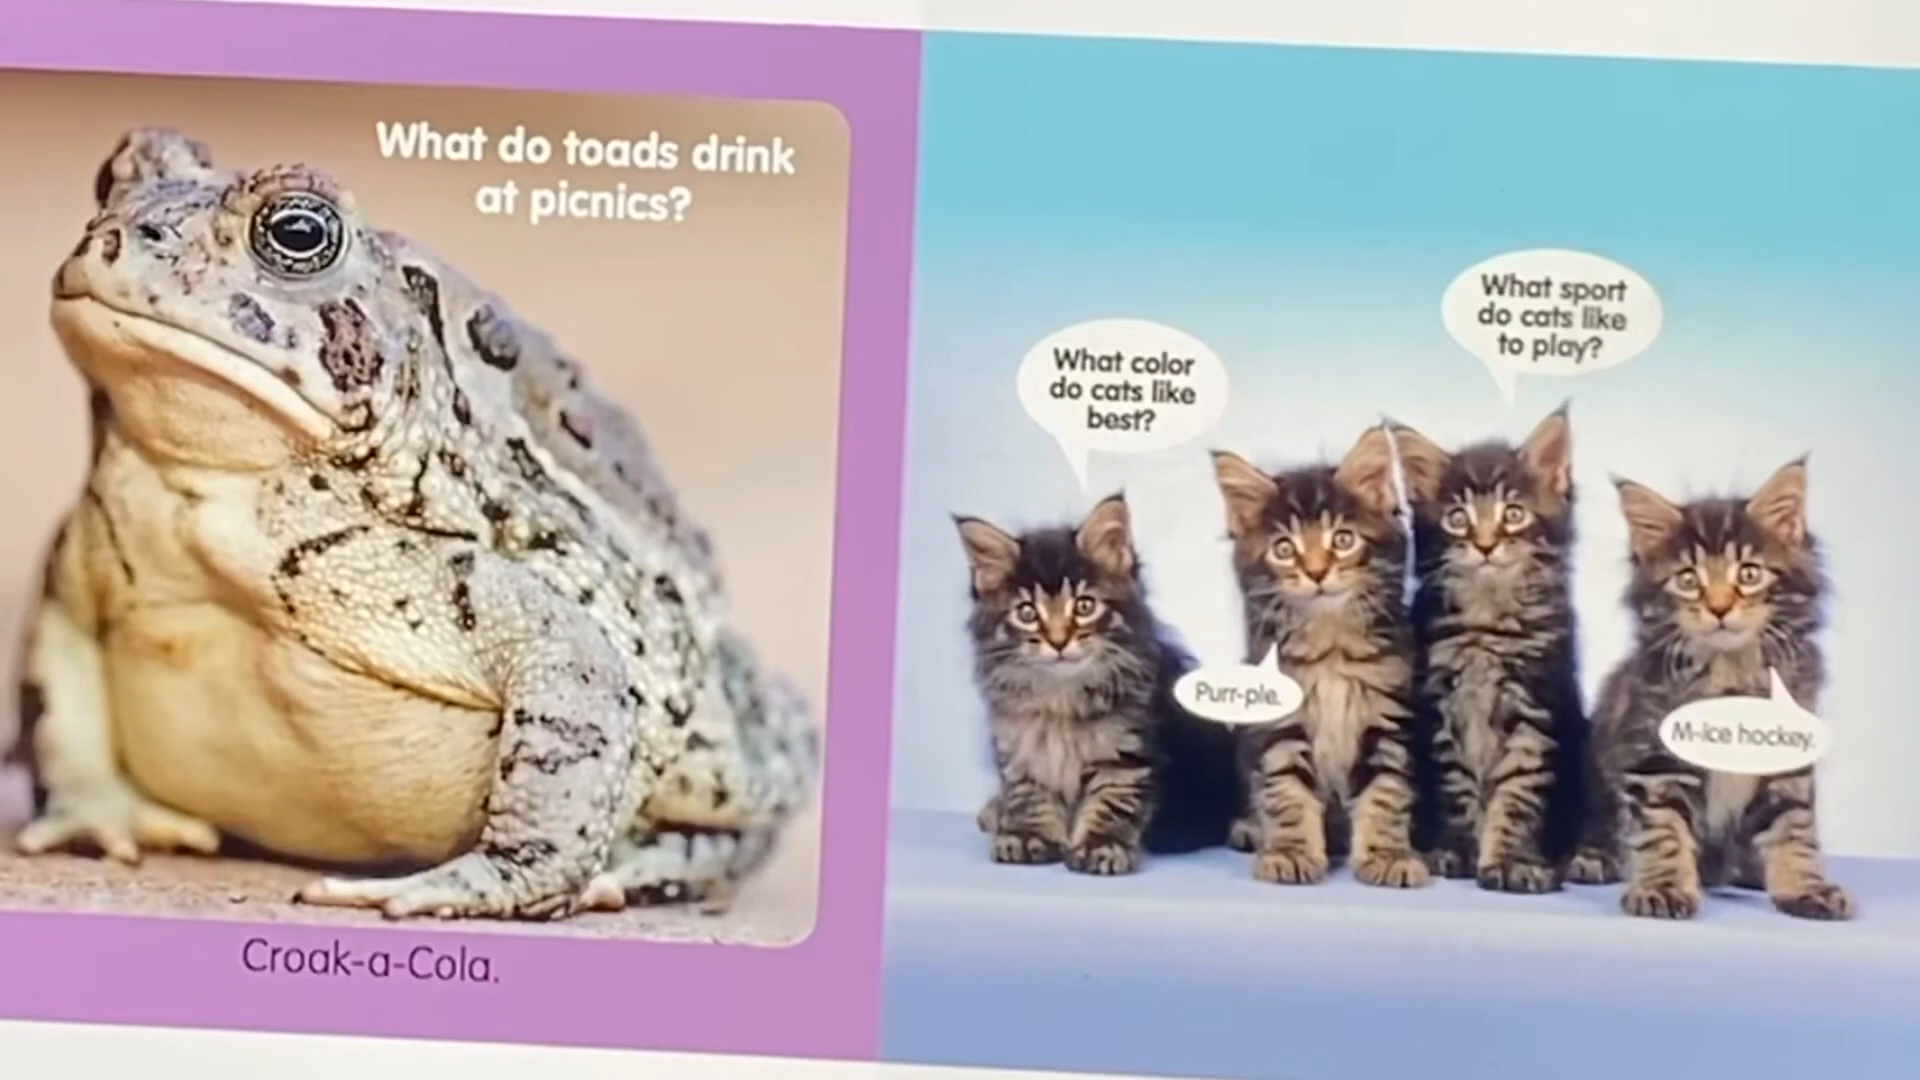 What do toads drink
at picnics?
Croak-a-Cola.
What color
do cats like
best?
Purr-ple.
What sport
do cats like
to play?
M-ice hockey.